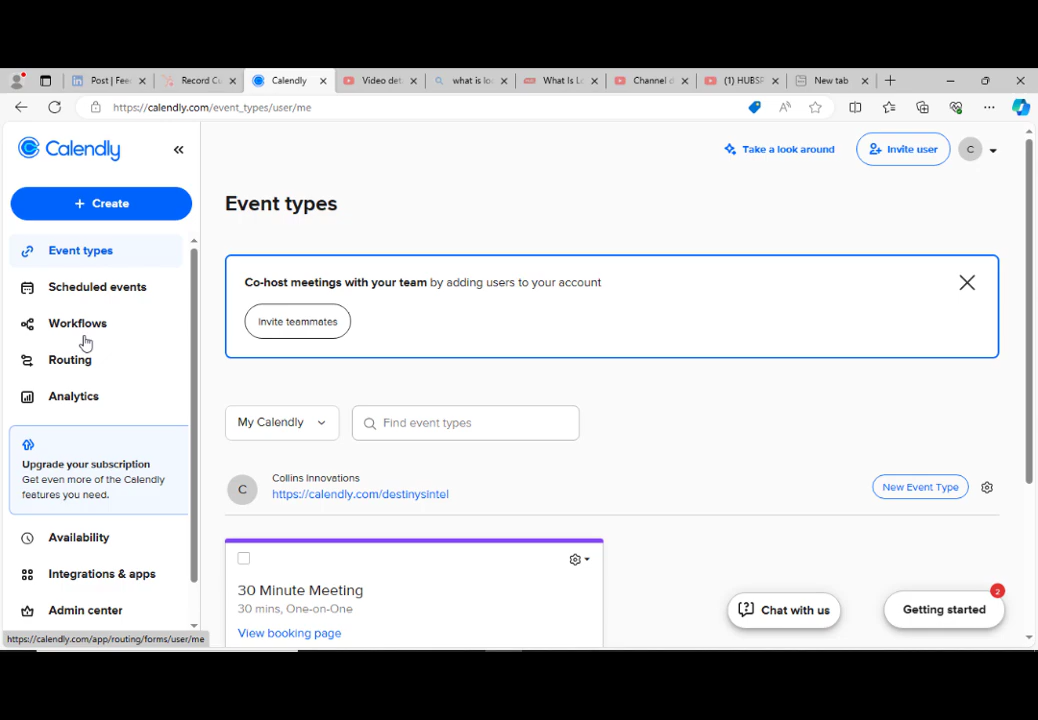 Post | Fee
Record Cu
Calendly
Video det
what is lo
What Is Lo
Channel d
(1) HUBSP
New tab
https://calendly.com/event_types/user/me
Calendly
Take a look around
Invite user
C
+ Create
Event types
Scheduled events
Workflows
Routing
Analytics
Upgrade your subscription
Get even more of the Calendly
features you need.
Availability
Integrations & apps
Admin center
https://calendly.com/app/routing/forms/user/me
Event types
Co-host meetings with your team by adding users to your account
Invite teammates
My Calendly
Find event types
C
Collins Innovations
https://calendly.com/destinysintel
New Event Type
30 Minute Meeting
30 mins, One-on-One
View booking page
Chat with us
Getting started
2